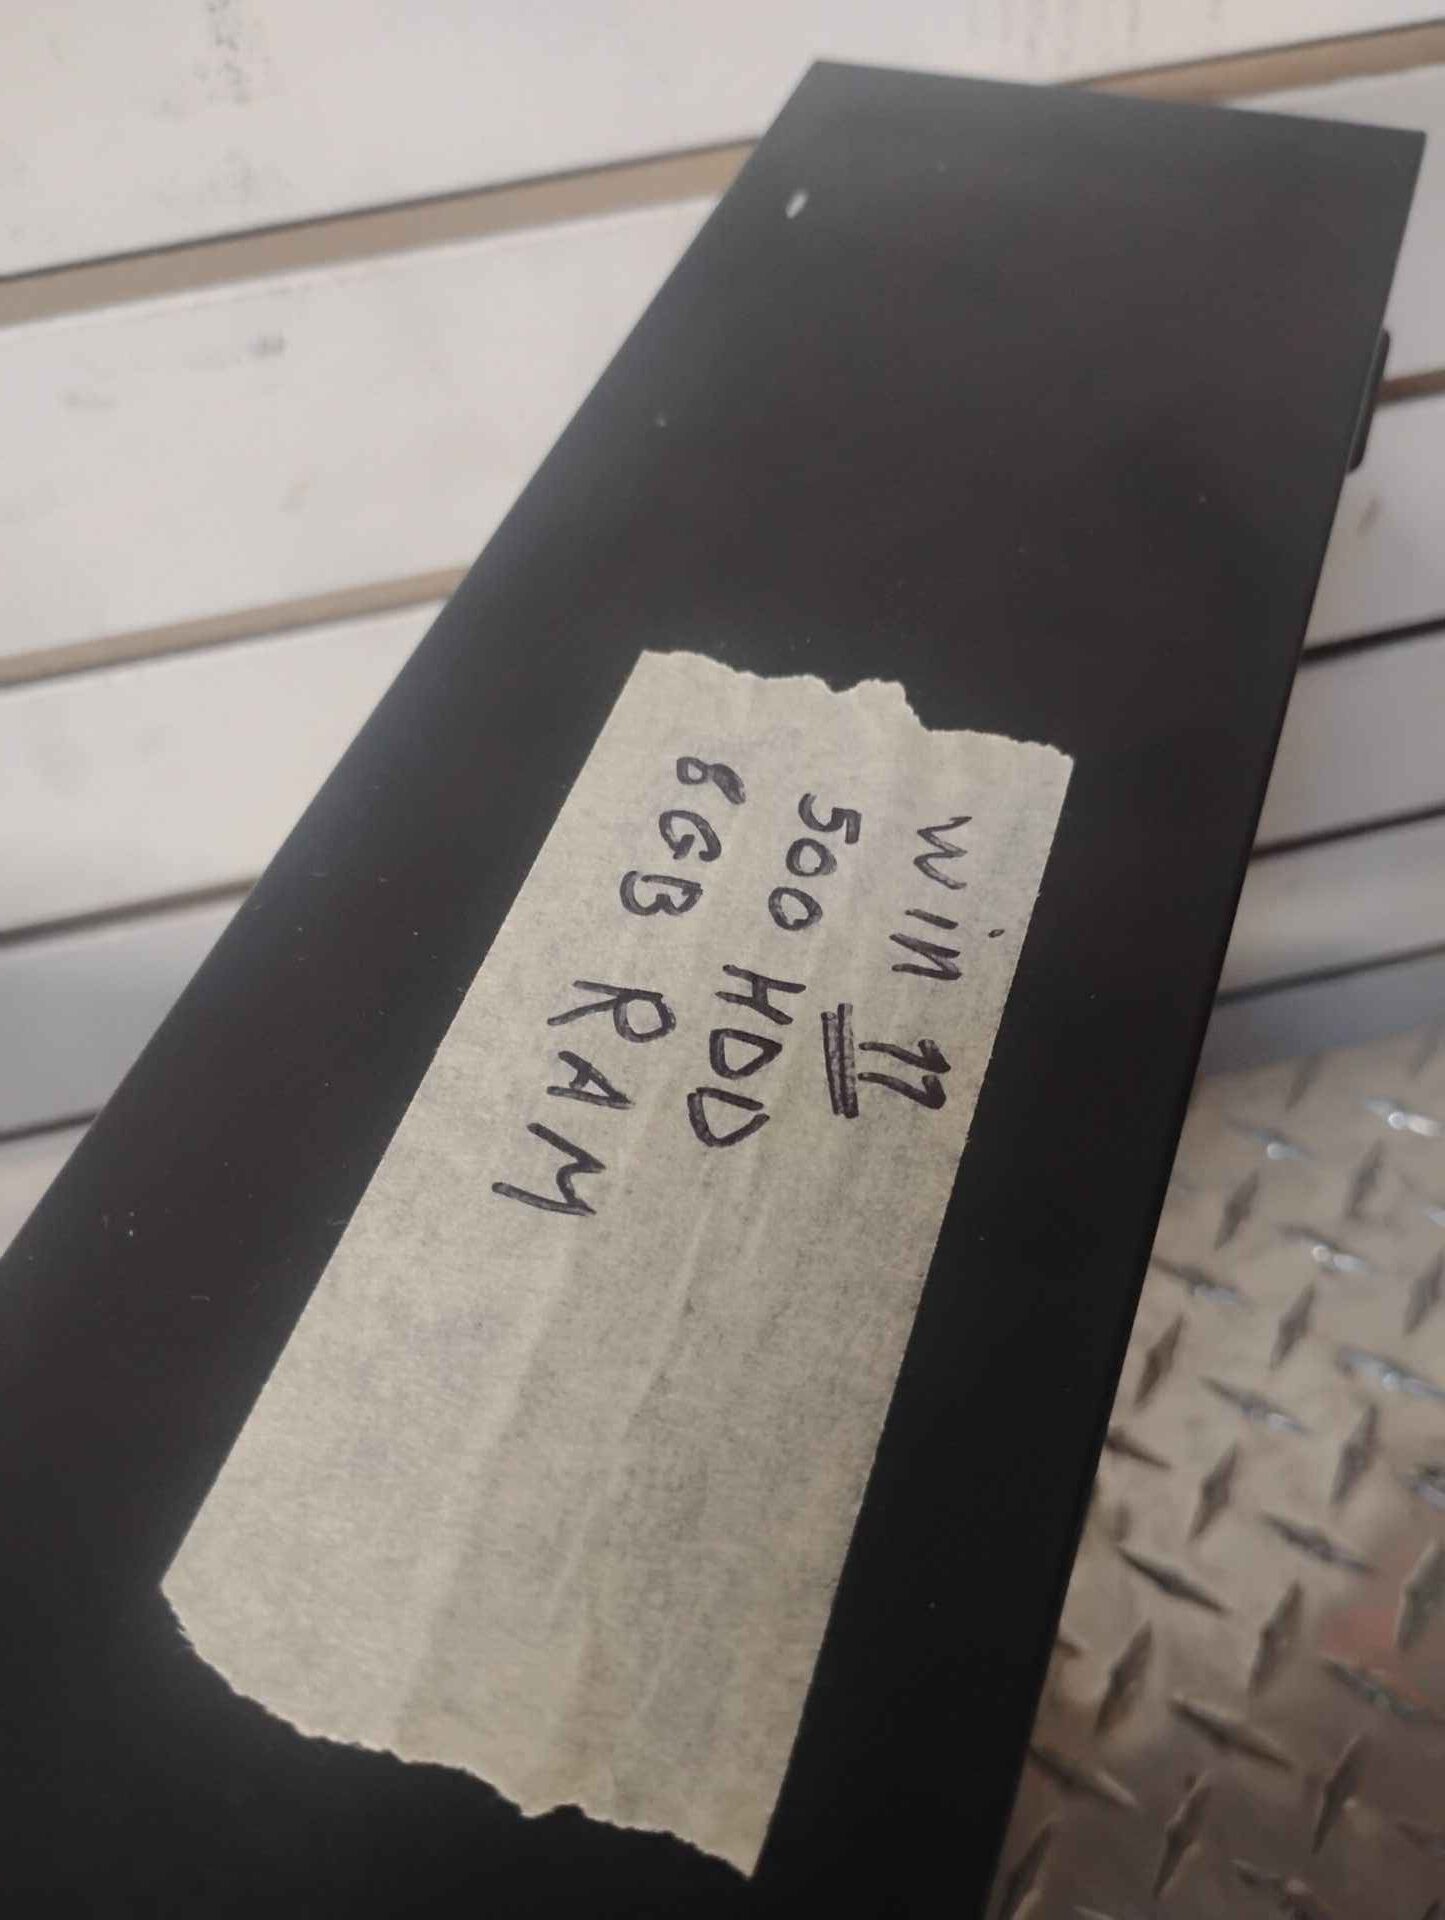 Win 11
500 HDD
8GB RAM